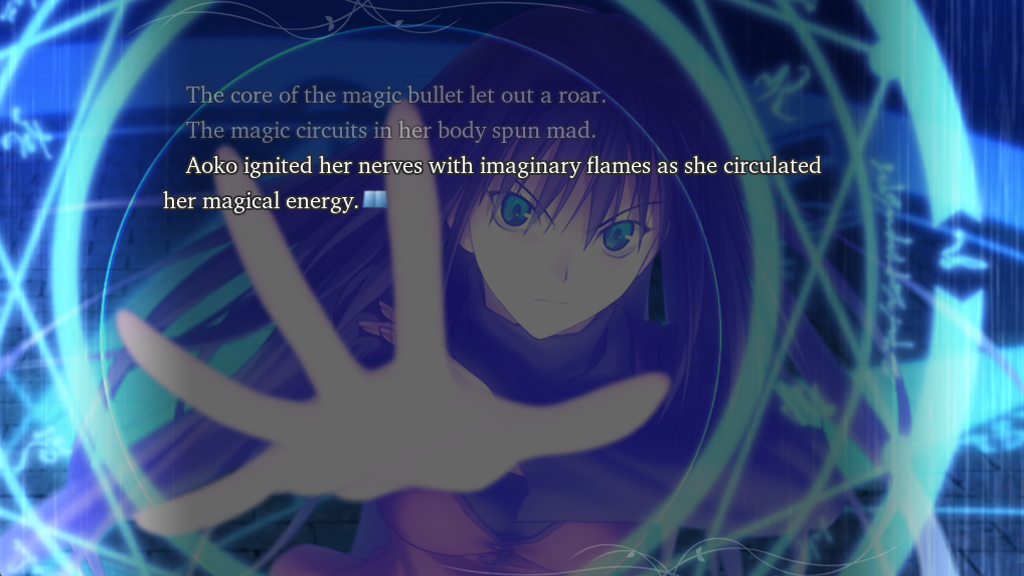 The core of the magic bullet let out a roar.
The magic circuits in her body spun mad.
Aoko ignited her nerves with imaginary flames as she circulated
her magical energy.